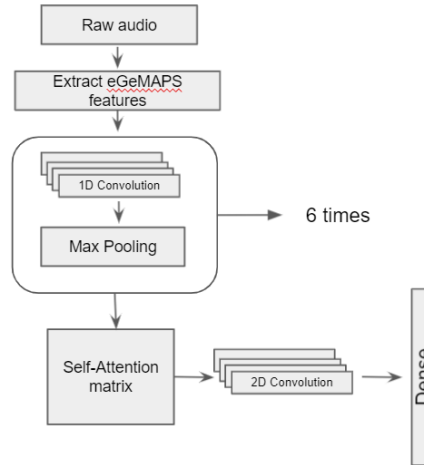 Raw audio
Extract eGeMAPS
features
1D Convolution
6 times
Max Pooling
Self-Attention
matrix
2D Convolution
Dense